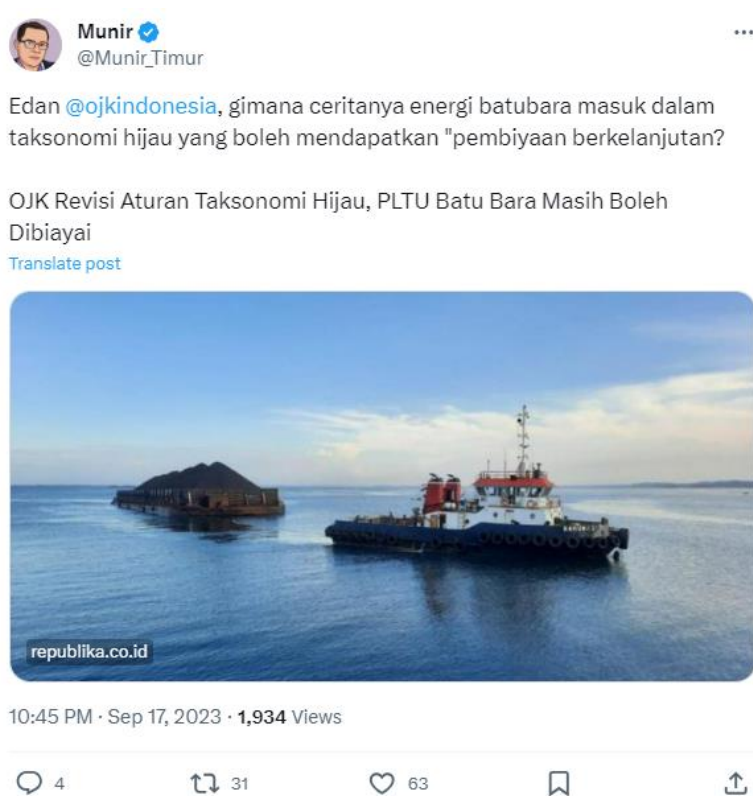 Munir
@Munir_Timur
Edan @ojkindonesia, gimana ceritanya energi batubara masuk dalam
taksonomi hijau yang boleh mendapatkan "pembiyaan berkelanjutan?
OJK Revisi Aturan Taksonomi Hijau, PLTU Batu Bara Masih Boleh
Dibiayai
Translate post
republika.co.id
10:45 PM · Sep 17, 2023 · 1,934 Views
4 31 63